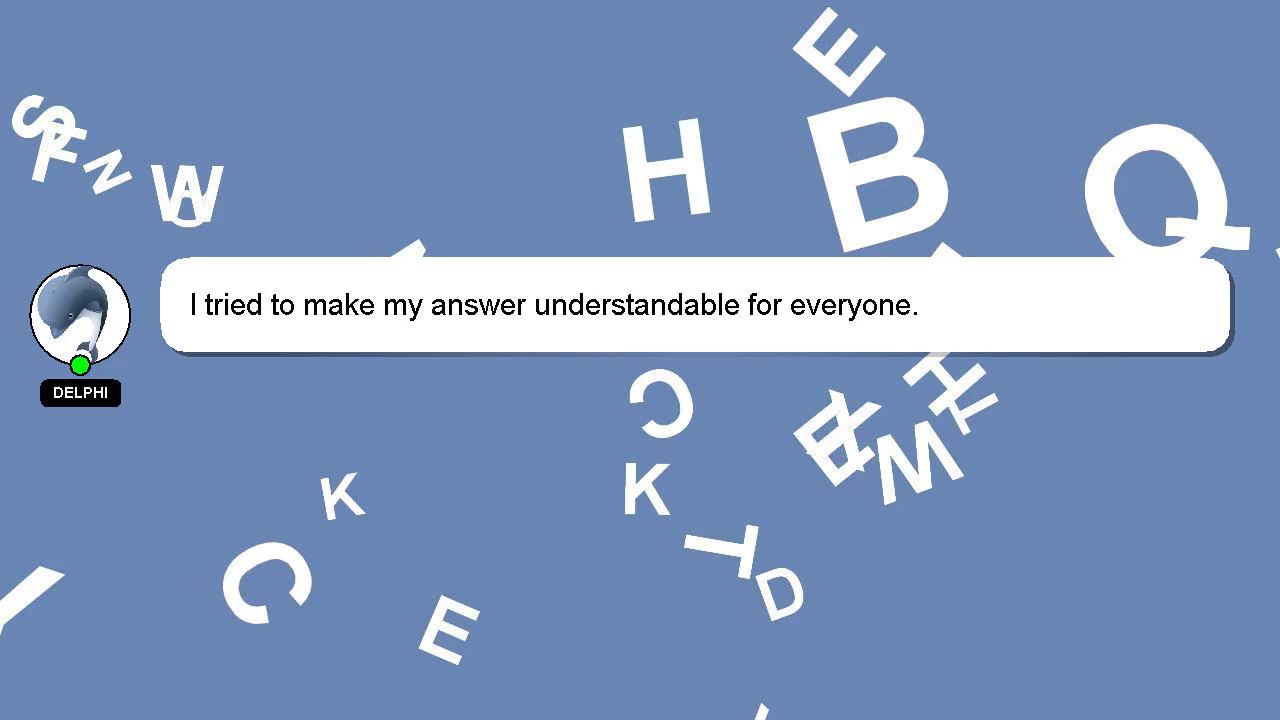 E
S
F
N
W
A
O
H
B
Q
I tried to make my answer understandable for everyone.
DELPHI
C
H
E
M
K
K
T
D
C
E